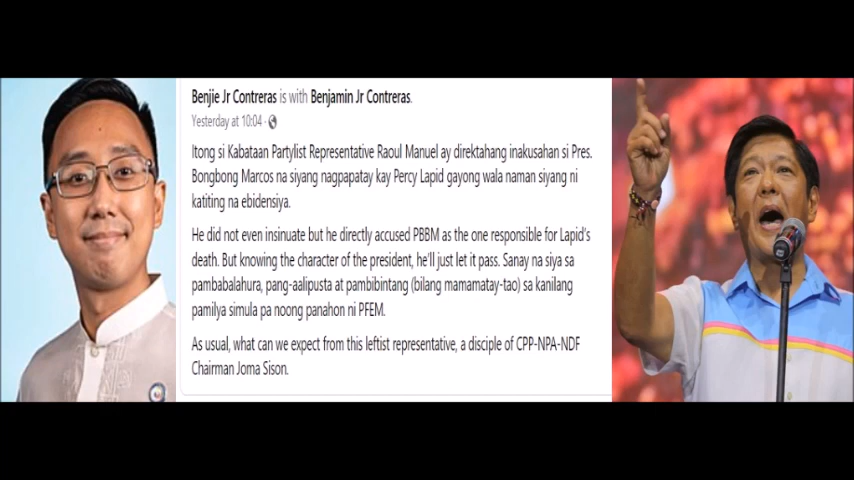 Benjie Jr Contreras is with Benjamin Jr Contreras.
Yesterday at 10:04 ·
Itong si Kabataan Partylist Representative Raoul Manuel ay direktahang inakusahan si Pres.
Bongbong Marcos na siyang nagpapatay kay Percy Lapid gayong wala naman siyang ni
katiting na ebidensiya.
He did not even insinuate but he directly accused PBBM as the one responsible for Lapid's
death. But knowing the character of the president, he'll just let it pass. Sanay na siya sa
pambabalahura, pang-aalipusta at pambibintang (bilang mamamatay-tao) sa kanilang
pamilya simula pa noong panahon ni PFEM.
As usual, what can we expect from this leftist representative, a disciple of CPP-NPA-NDF
Chairman Joma Sison.